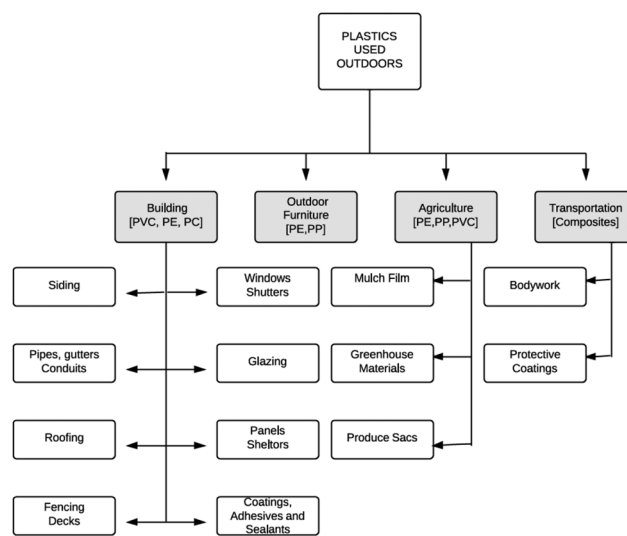 PLASTICS
USED
OUTDOORS
Building
[PVC, PE, PC]
Outdoor
Furniture
[PE,PP]
Agriculture
[PE,PP,PVC]
Transportation
[Composites]
Siding
Windows
Shutters
Mulch Film
Bodywork
Pipes, gutters
Conduits
Glazing
Greenhouse
Materials
Protective
Coatings
Roofing
Panels
Sheltors
Produce Sacs
Fencing
Decks
Coatings,
Adhesives and
Sealants